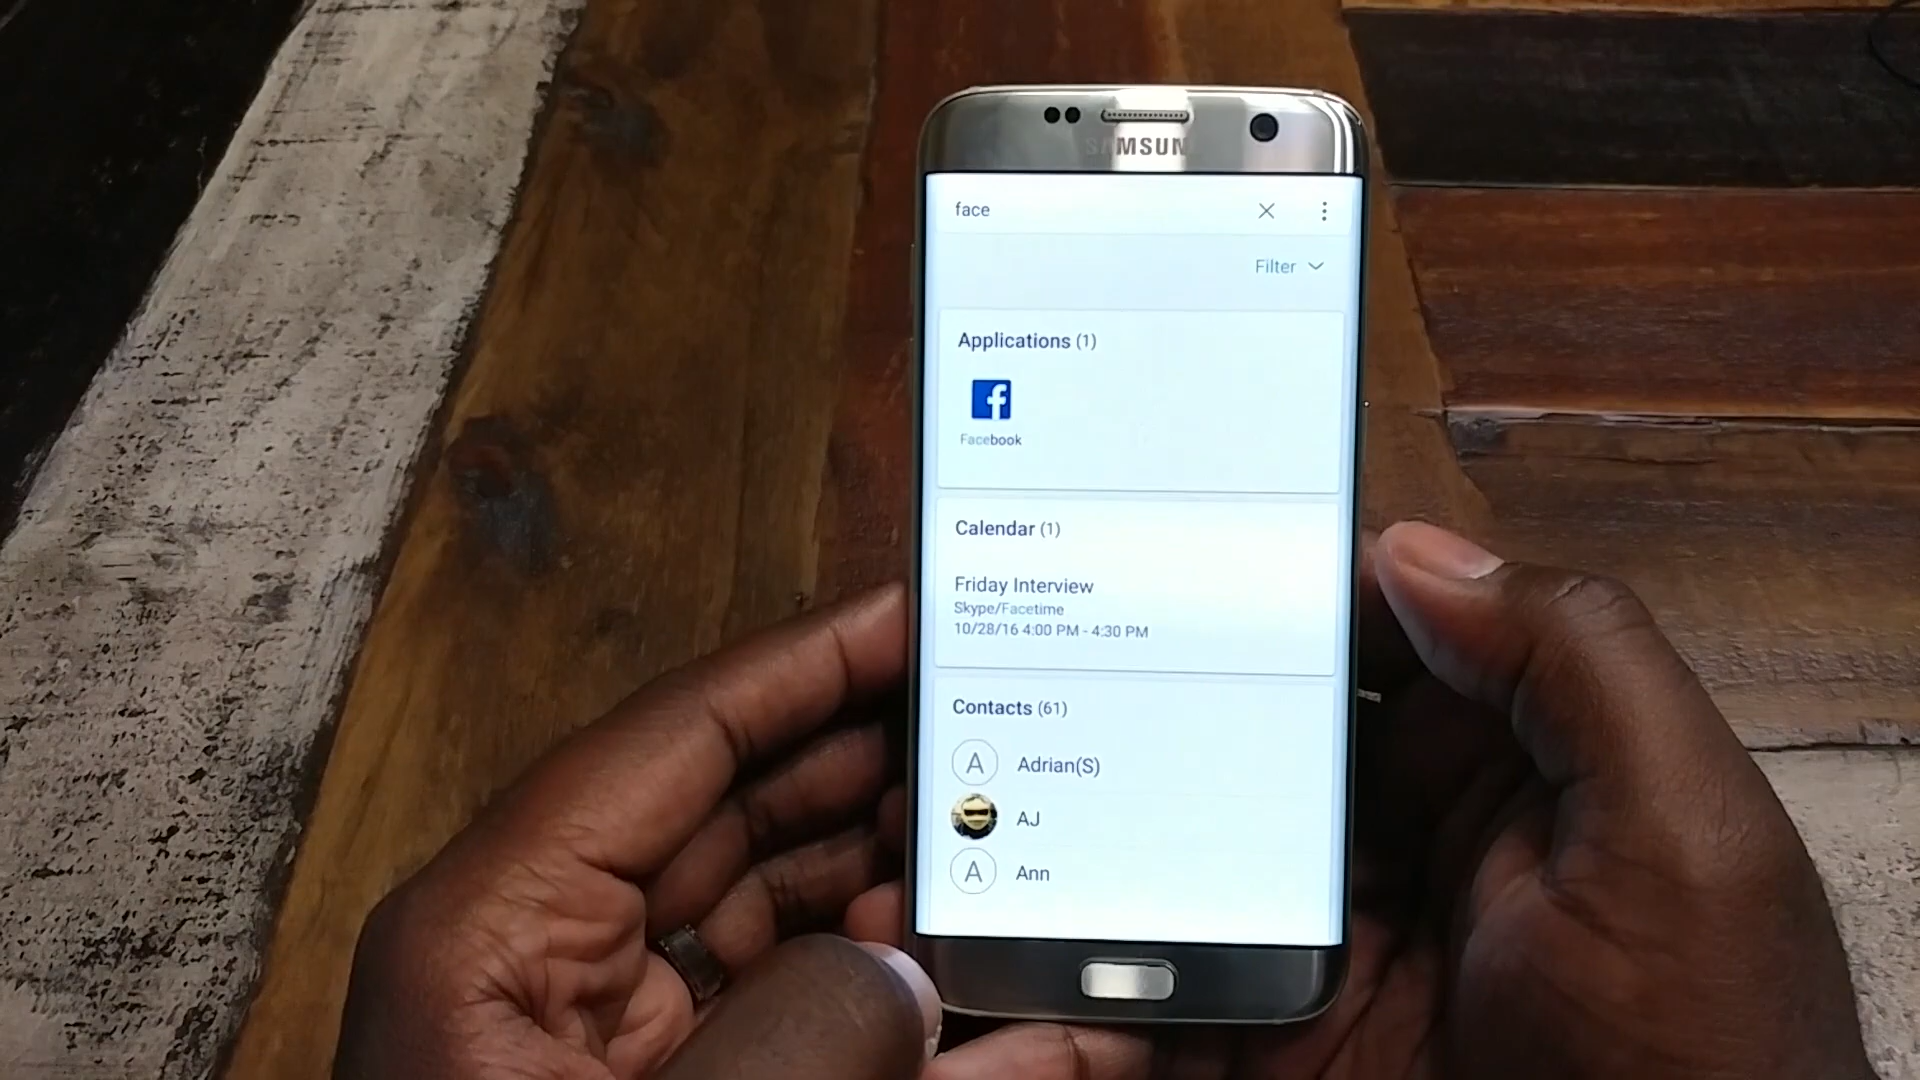 SAMSUN
face
Filter
Applications (1)
Facebook
Calendar (1)
Friday Interview
Skype/Facetime
10/28/16 4:00 PM - 4:30 PM
Contacts (61)
A Adrian(S)
AJ
A Ann